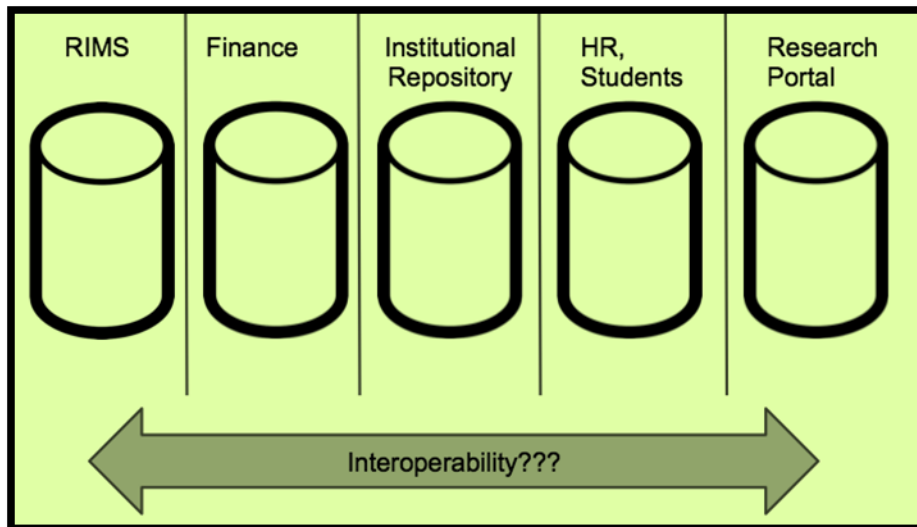 RIMS
Finance
Institutional
Repository
HR,
Students
Research
Portal
Interoperability???